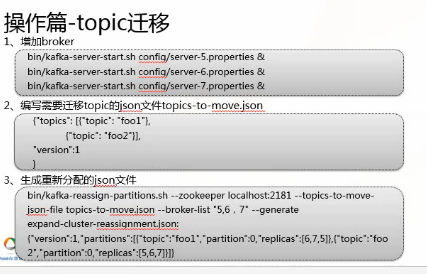 操作篇-topic迁移
1、增加broker
bin/kafka-server-start.sh config/server-5.properties &
bin/kafka-server-start.sh config/server-6.properties &
bin/kafka-server-start.sh config/server-7.properties &
2、编写需要迁移topic的json文件topics-to-move.json
{"topics": [{"topic": "foo1"},
{"topic": "foo2"}],
"version":1
}
3、生成重新分配的json文件
bin/kafka-reassign-partitions.sh --zookeeper localhost:2181 --topics-to-move-
json-file topics-to-move.json --broker-list "5,6，7" --generate
expand-cluster-reassignment.json:
{"version":1,"partitions":[{"topic":"foo1","partition":0,"replicas":[6,7,5]},{"topic":"foo
2","partition":0,"replicas":[5,6,7]}]}